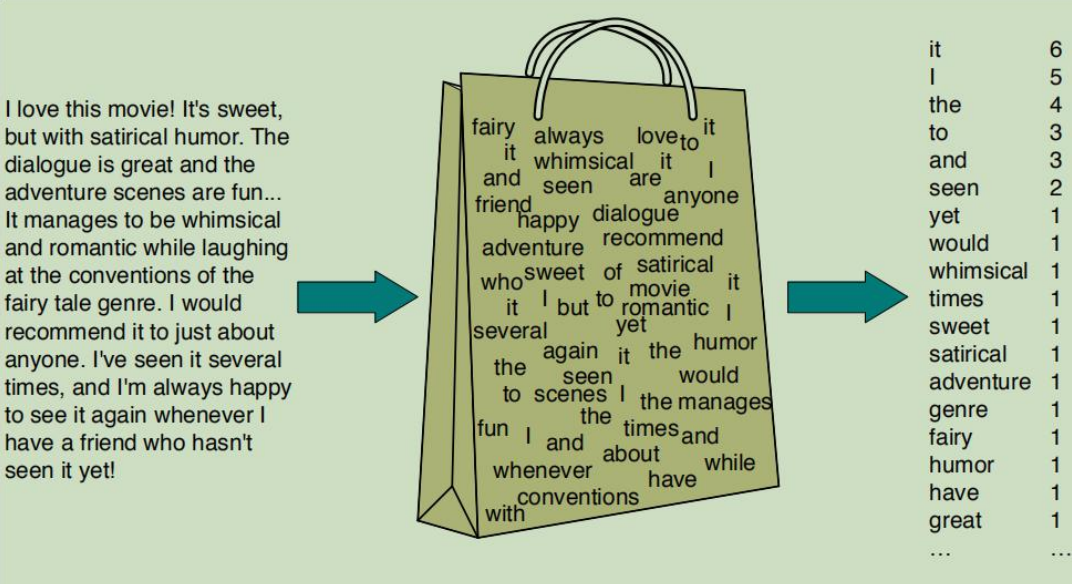 I love this movie! It's sweet,
but with satirical humor. The
dialogue is great and the
adventure scenes are fun...
It manages to be whimsical
and romantic while laughing
at the conventions of the
fairy tale genre. I would
recommend it to just about
anyone. I've seen it several
times, and I'm always happy
to see it again whenever I
have a friend who hasn't
seen it yet!
fairy always love to it
it whimsical it I
and seen are anyone
friend happy dialogue
adventure recommend
who sweet of satirical it
it I but to movie romantic I
several yet
again it the humor
the seen would
to scenes I the manages
fun I and the times and
about while
whenever have
conventions
with
it 6
I 5
the 4
to 3
and 3
seen 2
yet 1
would 1
whimsical 1
times 1
sweet 1
satirical 1
adventure 1
genre 1
fairy 1
humor 1
have 1
great 1
... ...